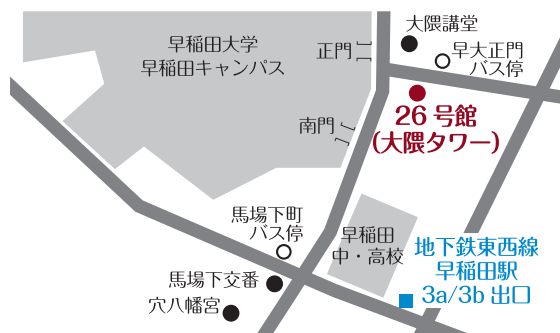 大隈講堂
早稲田大学
早稲田キャンパス
正門
早大正門
バス停
26 号館
(大隈タワー)
南門
馬場下町
バス停
早稲田
中・高校
地下鉄東西線
早稲田駅
3a/3b 出口
馬場下交番
穴八幡宮